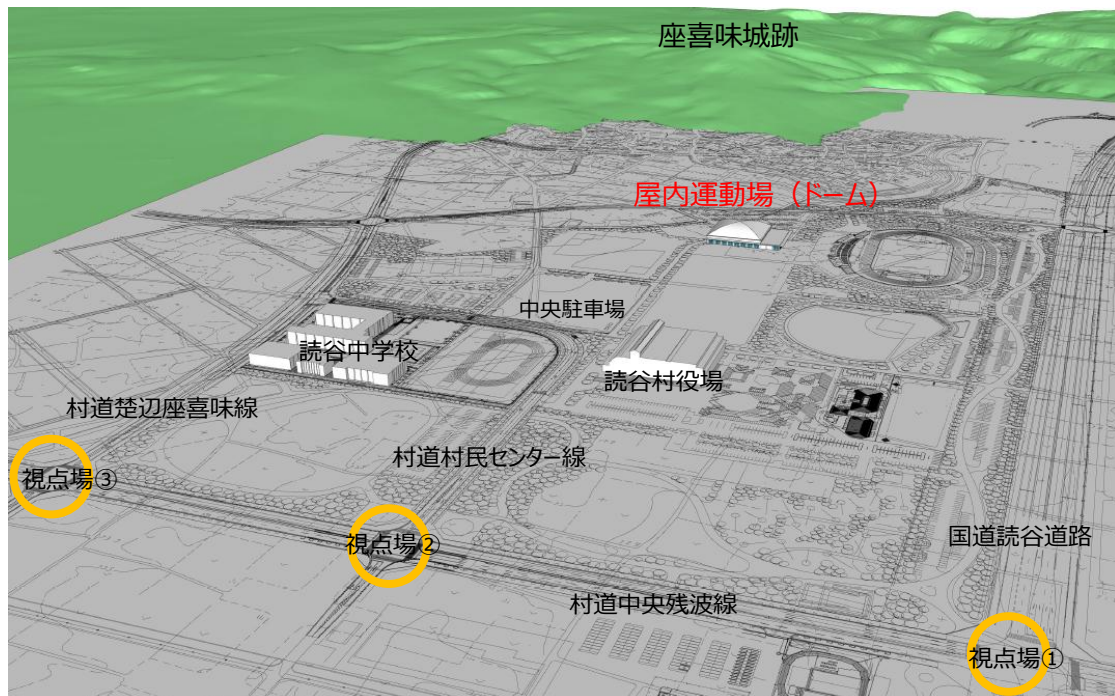 座喜味城跡
屋内運動場（ドーム）
中央駐車場
読谷中学校
読谷村役場
村道楚辺座喜味線
村道村民センター線
視点場③
視点場②
国道読谷道路
村道中央残波線
視点場①